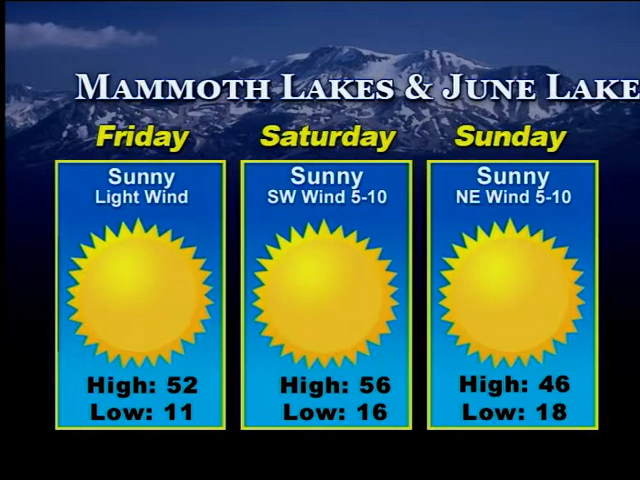 MAMMOTH LAKES & JUNE LAKE
Friday
Saturday
Sunday
Sunny
Light Wind
High: 52
Low: 11
Sunny
SW Wind 5-10
High: 56
Low: 16
Sunny
NE Wind 5-10
High: 46
Low: 18